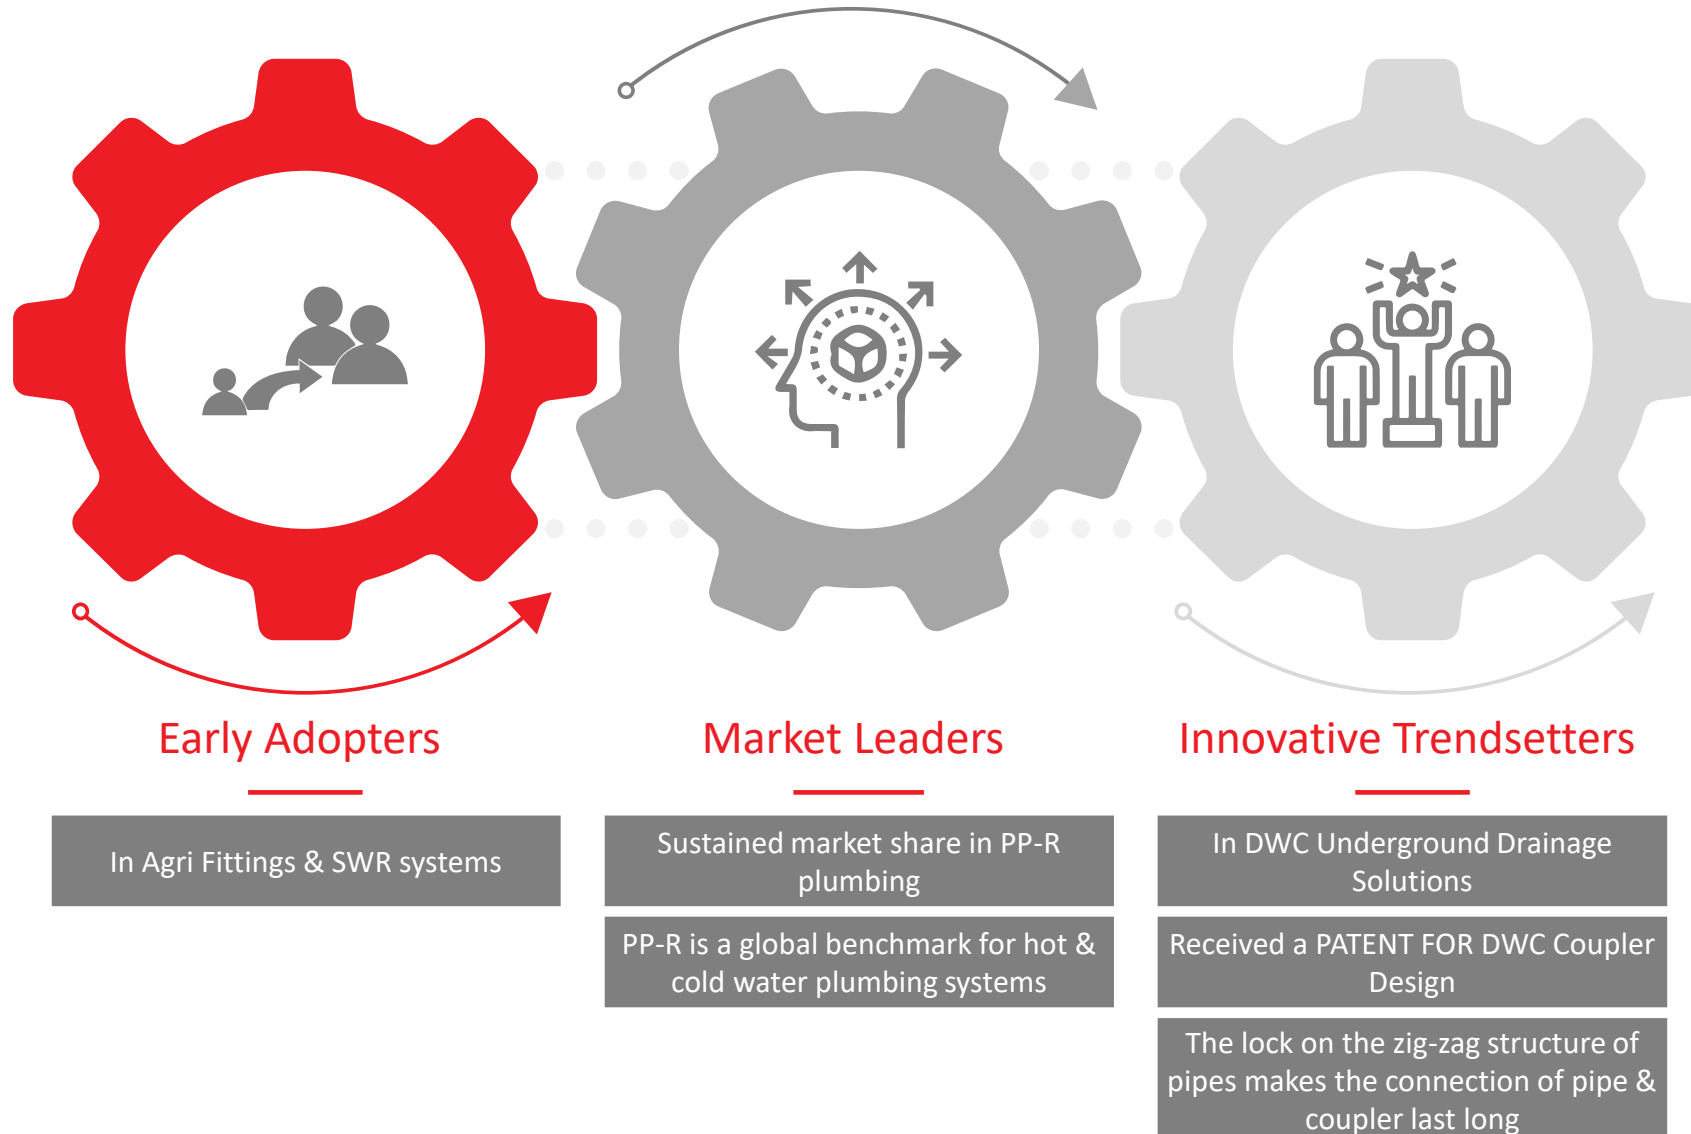 Early Adopters
In Agri Fittings & SWR systems
Market Leaders
Sustained market share in PP-R
plumbing
PP-R is a global benchmark for hot &
cold water plumbing systems
Innovative Trendsetters
In DWC Underground Drainage
Solutions
Received a PATENT FOR DWC Coupler
Design
The lock on the zig-zag structure of
pipes makes the connection of pipe &
coupler last long